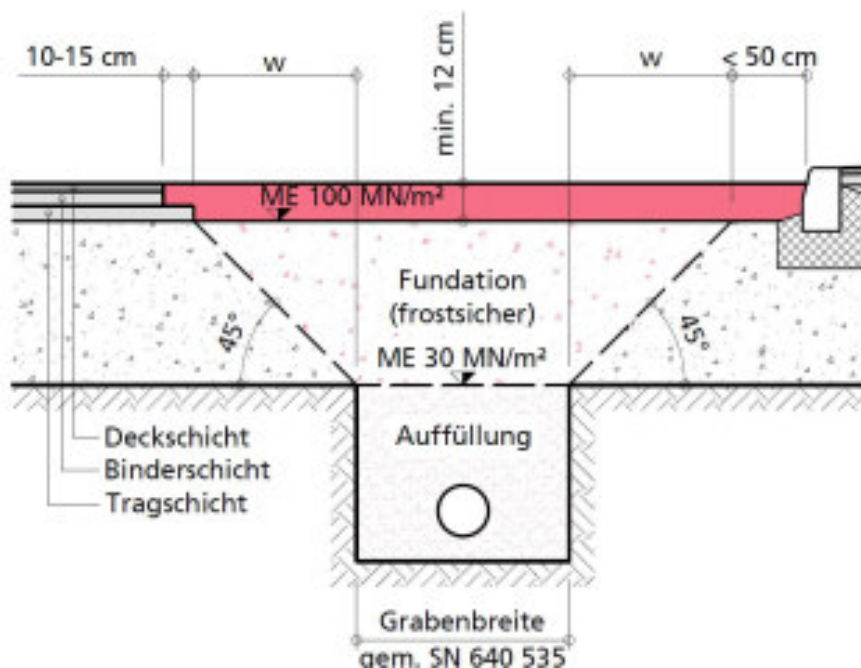 10-15 cm
w
min. 12 cm
w
< 50 cm
ME 100 MN/m²
Fundation
(frostsicher)
45°
45°
ME 30 MN/m²
Deckschicht
Binderschicht
Tragschicht
Auffüllung
Grabenbreite
gem. SN 640 535